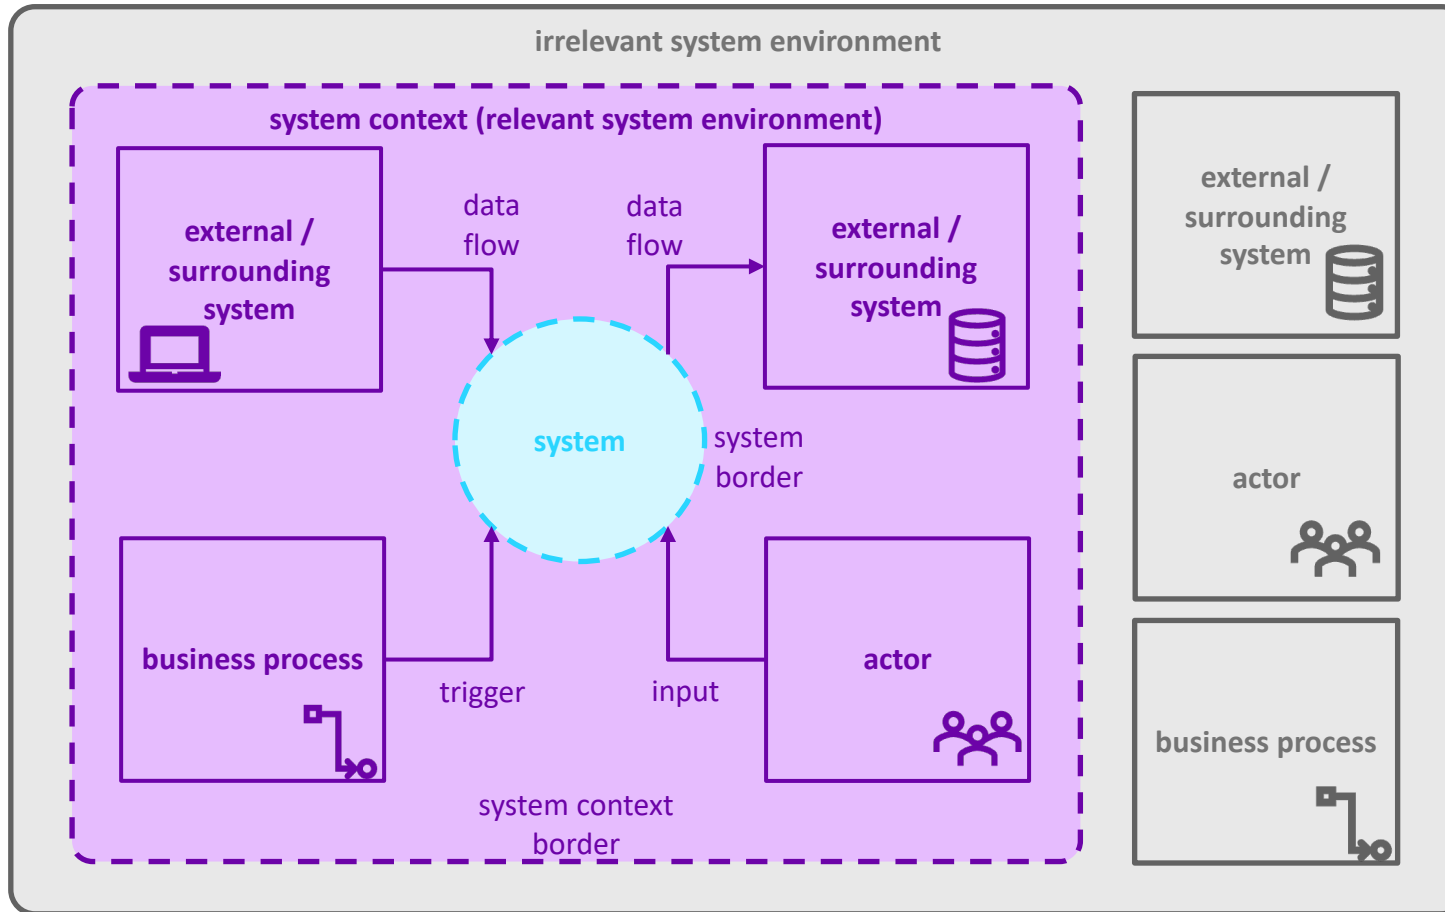 irrelevant system environment
system context (relevant system environment)
external /
surrounding
system
data
flow
data
flow
external /
surrounding
system
system
system
border
business process
trigger
input
actor
system context
border
external /
surrounding
system
actor
business process